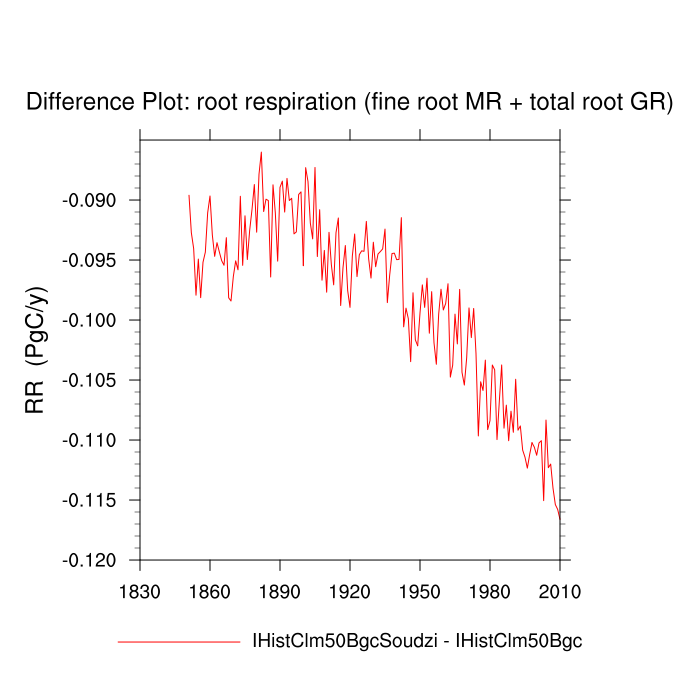 Difference Plot: root respiration (fine root MR + total root GR)
RR (PgC/y)
-0.090
-0.095
-0.100
-0.105
-0.110
-0.115
-0.120
1830 1860 1890 1920 1950 1980 2010
IHistClm50BgcSoudzi - IHistClm50Bgc